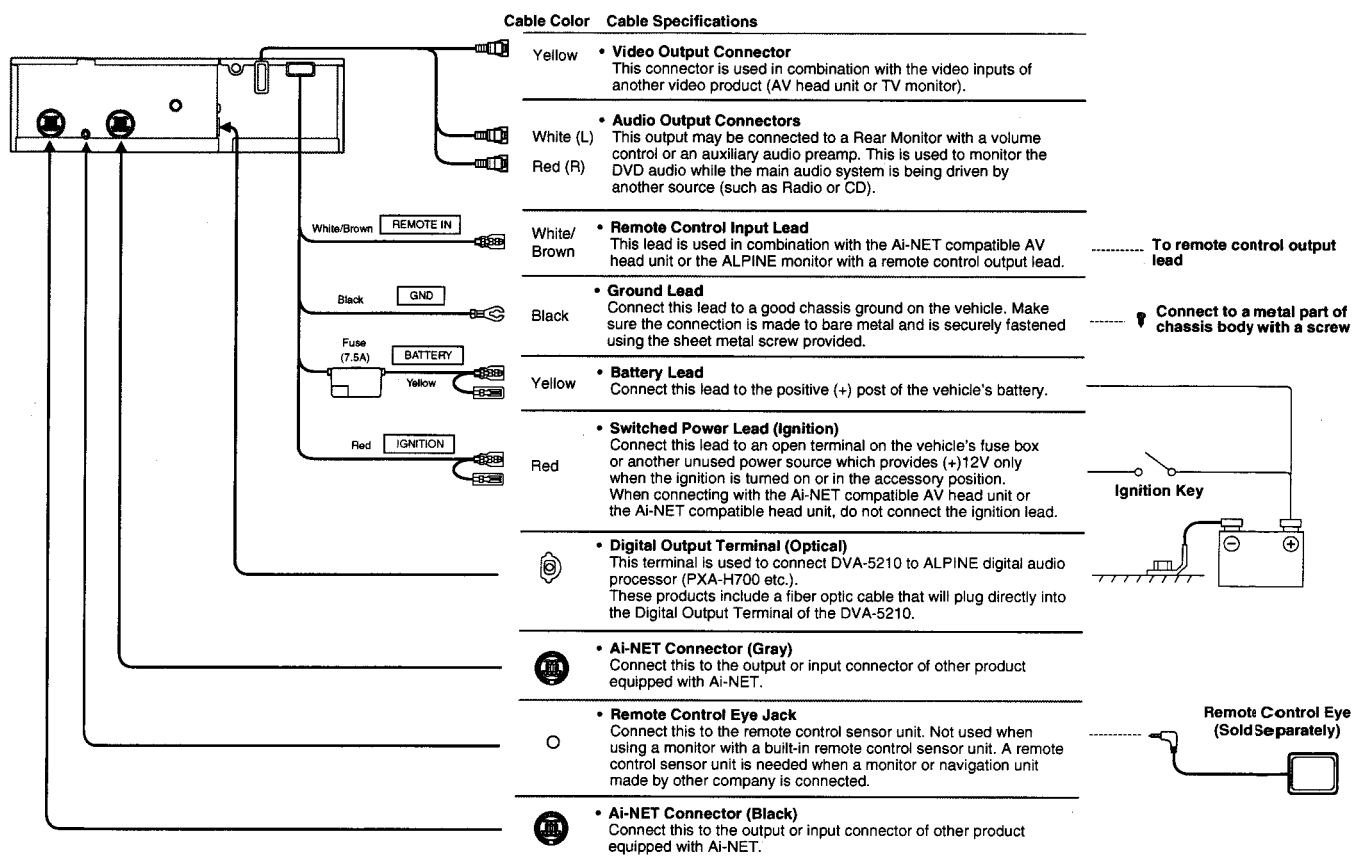 Cable Color Cable Specifications
Yellow
• Video Output Connector
This connector is used in combination with the video inputs of
another video product (AV head unit or TV monitor).
White (L)
Red (R)
• Audio Output Connectors
This output may be connected to a Rear Monitor with a volume
control or an auxiliary audio preamp. This is used to monitor the
DVD audio while the main audio system is being driven by
another source (such as Radio or CD).
White/Brown REMOTE IN
White/
Brown
• Remote Control Input Lead
This lead is used in combination with the Ai-NET compatible AV
head unit or the ALPINE monitor with a remote control output lead.
To remote control output
lead
Black GND
Black
• Ground Lead
Connect this lead to a good chassis ground on the vehicle. Make
sure the connection is made to bare metal and is securely fastened
using the sheet metal screw provided.
Connect to a metal part of
chassis body with a screw
Fuse
(7.5A)
BATTERY
Yellow
Yellow
• Battery Lead
Connect this lead to the positive (+) post of the vehicle's battery.
Red IGNITION
Red
• Switched Power Lead (Ignition)
Connect this lead to an open terminal on the vehicle's fuse box
or another unused power source which provides (+)12V only
when the ignition is turned on or in the accessory position.
When connecting with the Ai-NET compatible AV head unit or
the Ai-NET compatible head unit, do not connect the ignition lead.
Ignition Key
− +
• Digital Output Terminal (Optical)
This terminal is used to connect DVA-5210 to ALPINE digital audio
processor (PXA-H700 etc.).
These products include a fiber optic cable that will plug directly into
the Digital Output Terminal of the DVA-5210.
• Ai-NET Connector (Gray)
Connect this to the output or input connector of other product
equipped with Ai-NET.
• Remote Control Eye Jack
Connect this to the remote control sensor unit. Not used when
using a monitor with a built-in remote control sensor unit. A remote
control sensor unit is needed when a monitor or navigation unit
made by other company is connected.
Remote Control Eye
(Sold Separately)
• Ai-NET Connector (Black)
Connect this to the output or input connector of other product
equipped with Ai-NET.